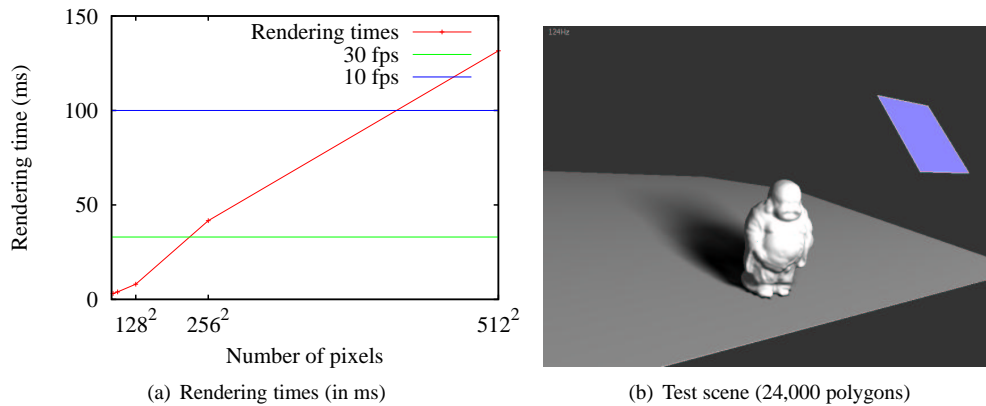 150
100
50
0
Rendering time (ms)
Rendering times
30 fps
10 fps
128² 256² 512²
Number of pixels
(a) Rendering times (in ms)
124Hz
(b) Test scene (24,000 polygons)